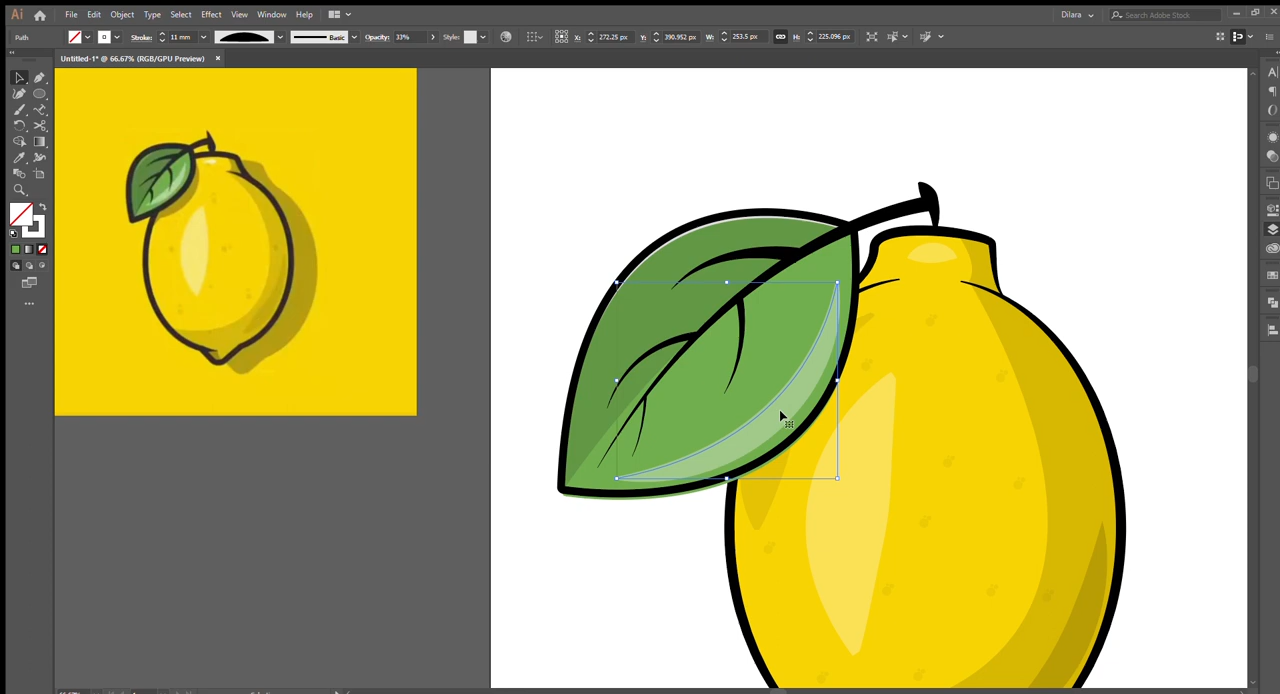 Ai File Edit Object Type Select Effect View Window Help Dilara Search Adobe Stock
Path Stroke: 11 mm Basic Opacity: 33% Style: X: 272.25 px Y: 390.952 px W: 253.5 px H: 225.096 px
Untitled-1* @ 66.67% (RGB/GPU Preview) ×